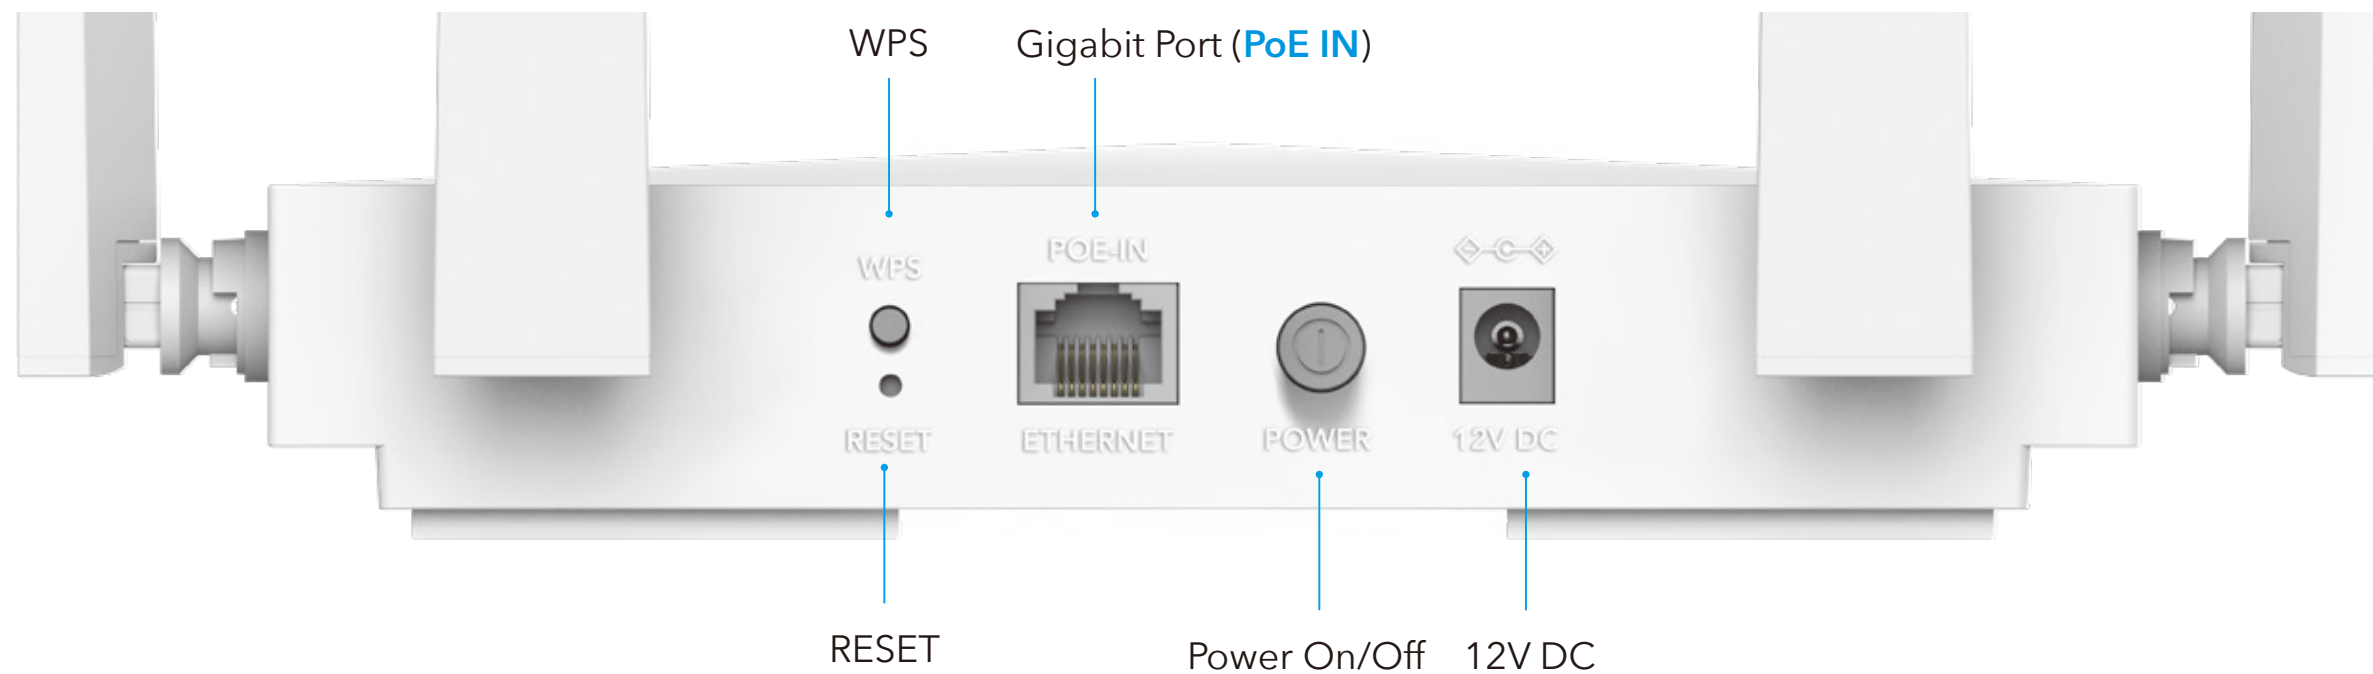 WPS
Gigabit Port (PoE IN)
WPS
POE-IN
RESET
ETHERNET
POWER
12V DC
RESET
Power On/Off
12V DC